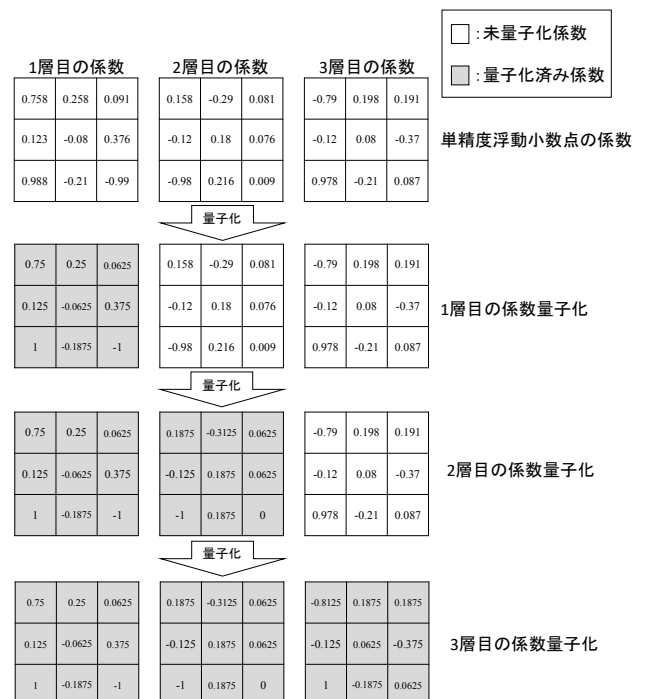 □:未量子化係数
■:量子化済み係数
1層目の係数 2層目の係数 3層目の係数
0.758 0.258 0.091 0.158 -0.29 0.081 -0.79 0.198 0.191
0.123 -0.08 0.376 -0.12 0.18 0.076 -0.12 0.08 -0.37 単精度浮動小数点の係数
0.988 -0.21 -0.99 -0.98 0.216 0.009 0.978 -0.21 0.087
量子化
0.75 0.25 0.0625 0.158 -0.29 0.081 -0.79 0.198 0.191
0.125 -0.0625 0.375 -0.12 0.18 0.076 -0.12 0.08 -0.37 1層目の係数量子化
1 -0.1875 -1 -0.98 0.216 0.009 0.978 -0.21 0.087
量子化
0.75 0.25 0.0625 0.1875 -0.3125 0.0625 -0.79 0.198 0.191
0.125 -0.0625 0.375 -0.125 0.1875 0.0625 -0.12 0.08 -0.37 2層目の係数量子化
1 -0.1875 -1 -1 0.1875 0 0.978 -0.21 0.087
量子化
0.75 0.25 0.0625 0.1875 -0.3125 0.0625 -0.8125 0.1875 0.1875
0.125 -0.0625 0.375 -0.125 0.1875 0.0625 -0.125 0.0625 -0.375 3層目の係数量子化
1 -0.1875 -1 -1 0.1875 0 1 -0.1875 0.0625